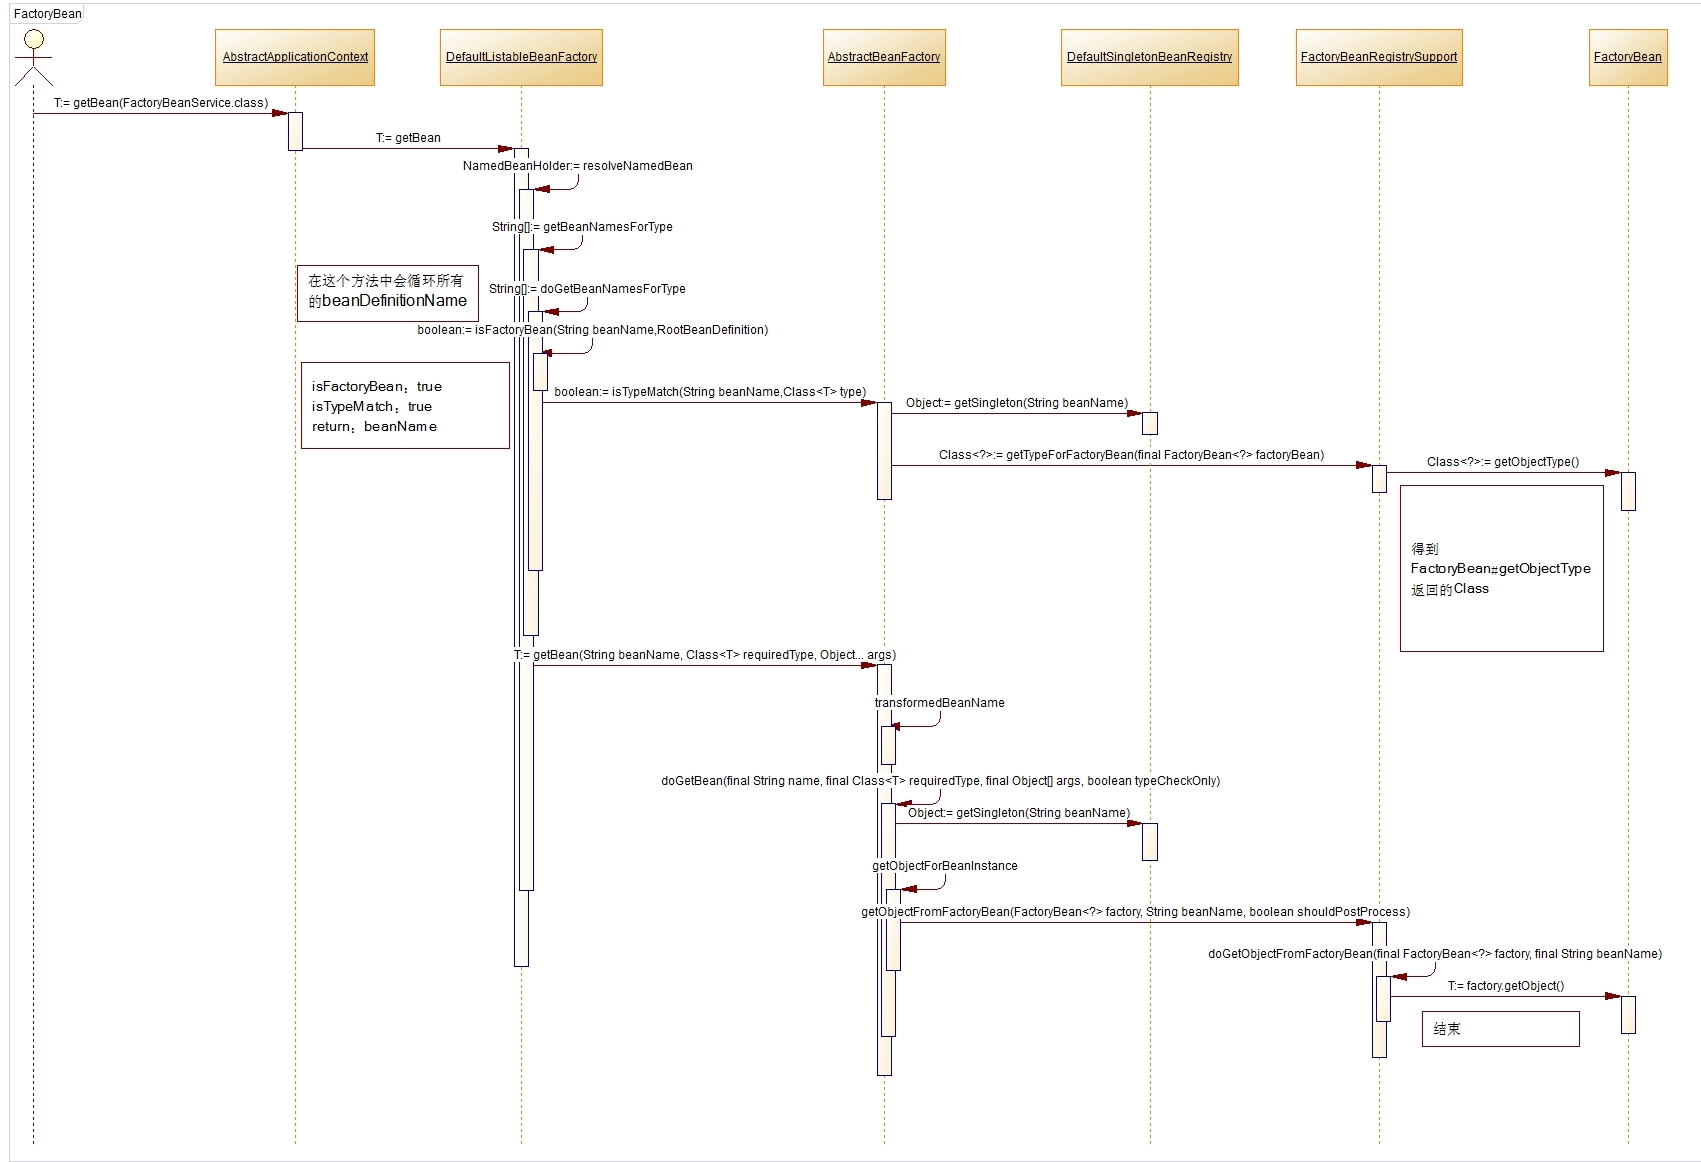 FactoryBean
AbstractApplicationContext
DefaultListableBeanFactory
AbstractBeanFactory
DefaultSingletonBeanRegistry
FactoryBeanRegistrySupport
FactoryBean
T:= getBean(FactoryBeanService.class)
T:= getBean
NamedBeanHolder:= resolveNamedBean
String[]:= getBeanNamesForType
在这个方法中会循环所有
的beanDefinitionName
String[]:= doGetBeanNamesForType
boolean:= isFactoryBean(String beanName,RootBeanDefinition)
isFactoryBean：true
isTypeMatch：true
return：beanName
boolean:= isTypeMatch(String beanName,Class<T> type)
Object:= getSingleton(String beanName)
Class<?>:= getTypeForFactoryBean(final FactoryBean<?> factoryBean)
Class<?>:= getObjectType()
得到
FactoryBean#getObjectType
返回的Class
T:= getBean(String beanName, Class<T> requiredType, Object... args)
transformedBeanName
doGetBean(final String name, final Class<T> requiredType, final Object[] args, boolean typeCheckOnly)
Object:= getSingleton(String beanName)
getObjectForBeanInstance
getObjectFromFactoryBean(FactoryBean<?> factory, String beanName, boolean shouldPostProcess)
doGetObjectFromFactoryBean(final FactoryBean<?> factory, final String beanName)
T:= factory.getObject()
结束